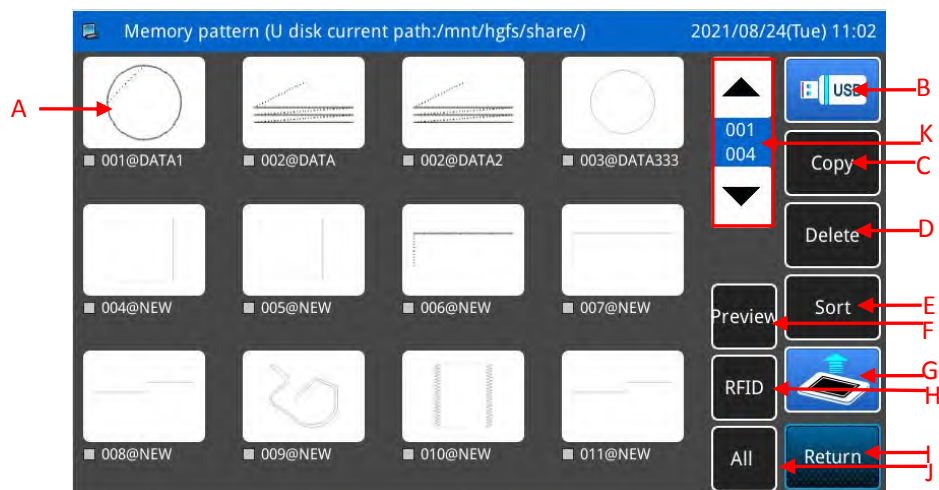 Memory pattern (U disk current path:/mnt/hgfs/share/) 2021/08/24(Tue) 11:02
A
USB
B
001
004
K
001@DATA1 002@DATA 002@DATA2 003@DATA333
Copy
C
Delete
D
004@NEW 005@NEW 006@NEW 007@NEW
Preview
Sort
E
F
RFID
G
H
008@NEW 009@NEW 010@NEW 011@NEW
All
Return
I
J